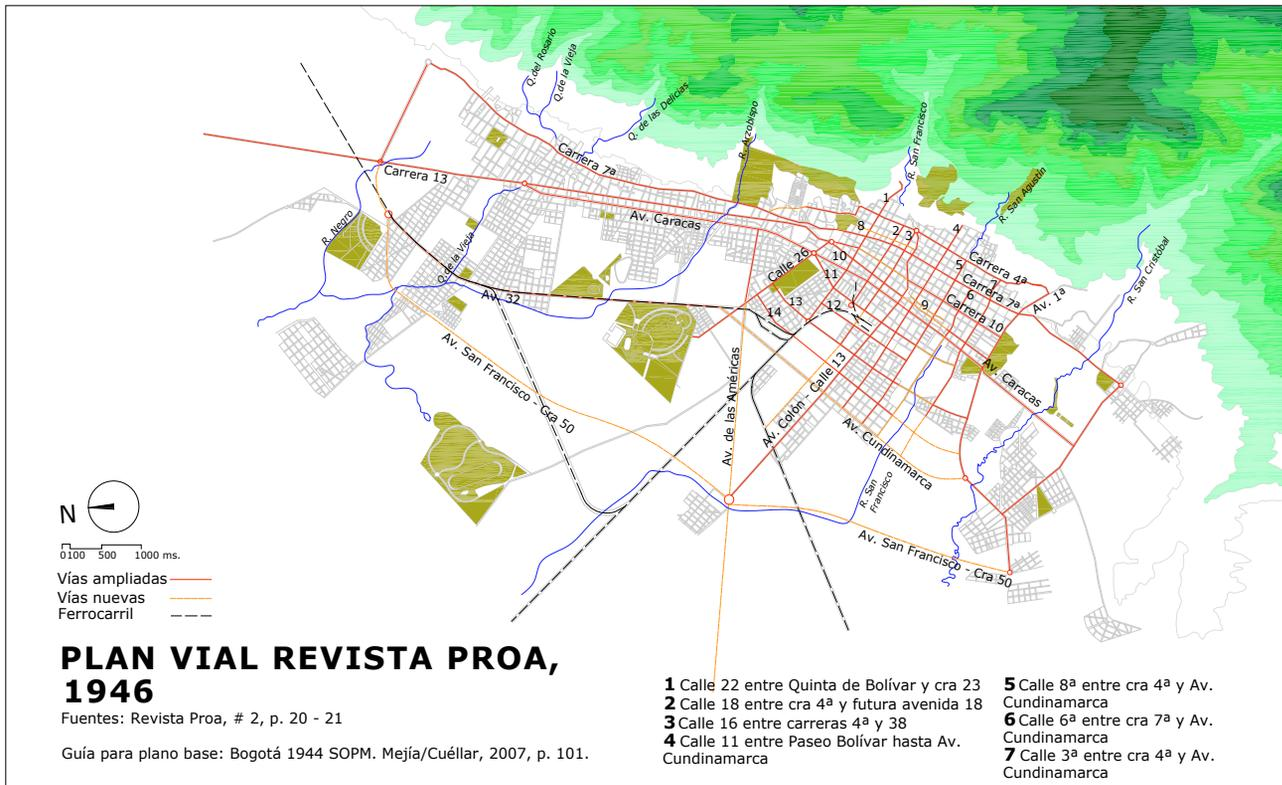 Q.del Rosario
Q.de la Vieja
Q. de las Delicias
R. Arzobispo
R. San Francisco
R. San Agustín
R. San Cristóbal
Carrera 7ª
Carrera 13
Av. Caracas
R. Negro
Q.de la Vieja
Av. 32
Calle 26
1
2
3
4
5
6
7
8
9
10
11
12
13
14
Carrera 4ª
Carrera 7ª
Carrera 10
Av. 1ª
Av. Caracas
Av. San Francisco - Cra 50
Av. de las Américas
Av. Colón - Calle 13
Av. Cundinamarca
R. San
Francisco
Av. San Francisco - Cra 50
N
0100 500 1000 ms.
Vías ampliadas
Vías nuevas
Ferrocarril
PLAN VIAL REVISTA PROA,
1946
Fuentes: Revista Proa, # 2, p. 20 - 21
Guía para plano base: Bogotá 1944 SOPM. Mejía/Cuéllar, 2007, p. 101.
1 Calle 22 entre Quinta de Bolívar y cra 23
2 Calle 18 entre cra 4ª y futura avenida 18
3 Calle 16 entre carreras 4ª y 38
4 Calle 11 entre Paseo Bolívar hasta Av.
Cundinamarca
5 Calle 8ª entre cra 4ª y Av.
Cundinamarca
6 Calle 6ª entre cra 7ª y Av.
Cundinamarca
7 Calle 3ª entre cra 4ª y Av.
Cundinamarca